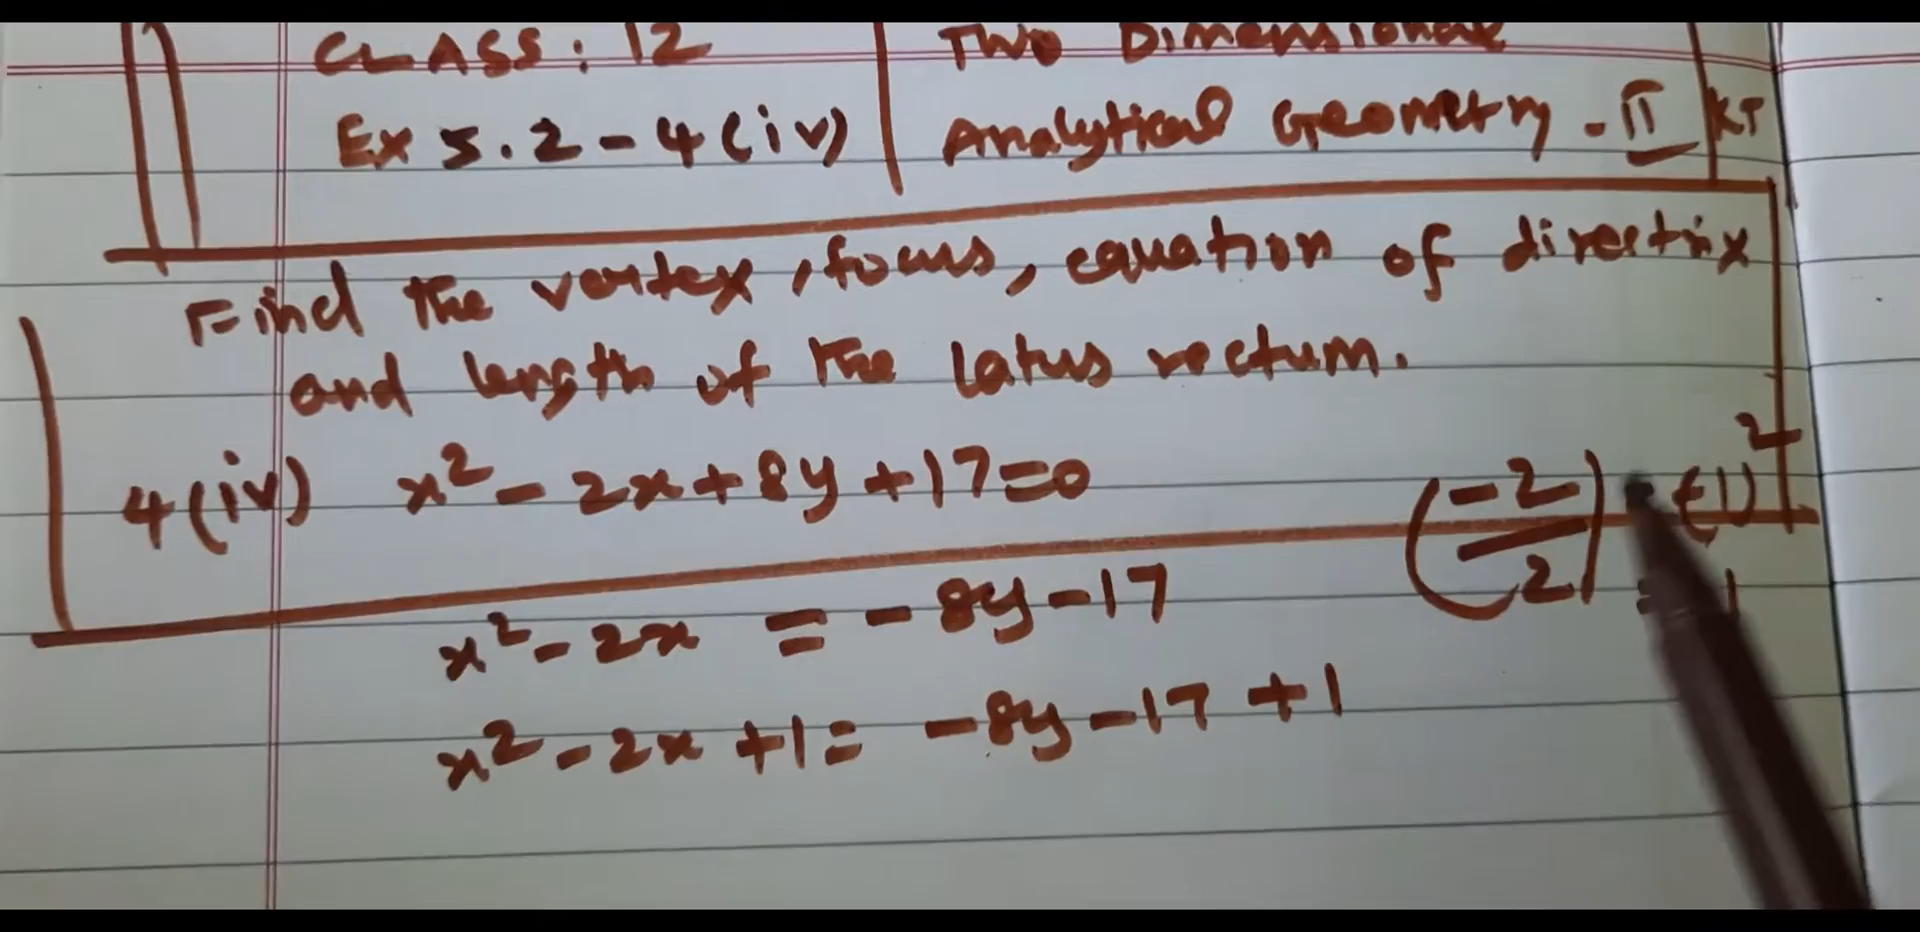 CLASS: 12
Ex 5.2 - 4(iv)
Two Dimensional
Analytical Geometry - II
KT
Find the vertex, focus, equation of directrix
and length of the latus rectum.
4(iv) x² - 2x + 8y + 17 = 0
(-2/2) (-1)²
= 1
x² - 2x = -8y - 17
x² - 2x + 1 = -8y - 17 + 1